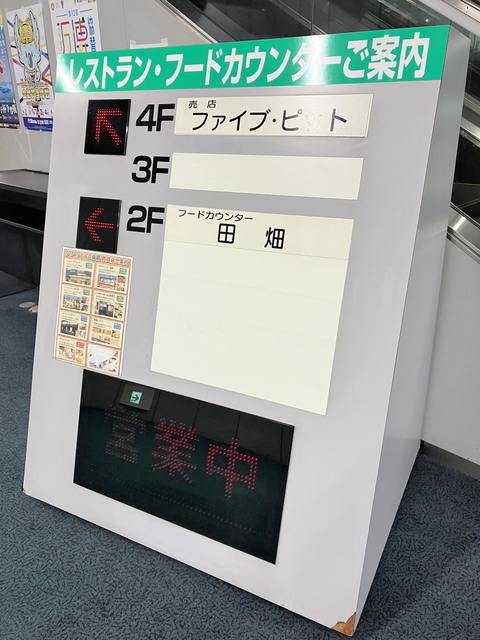 レストラン・フードカウンターご案内
4F 売店
ファイブ・ピット
3F
2F フードカウンター
田畑
営業中